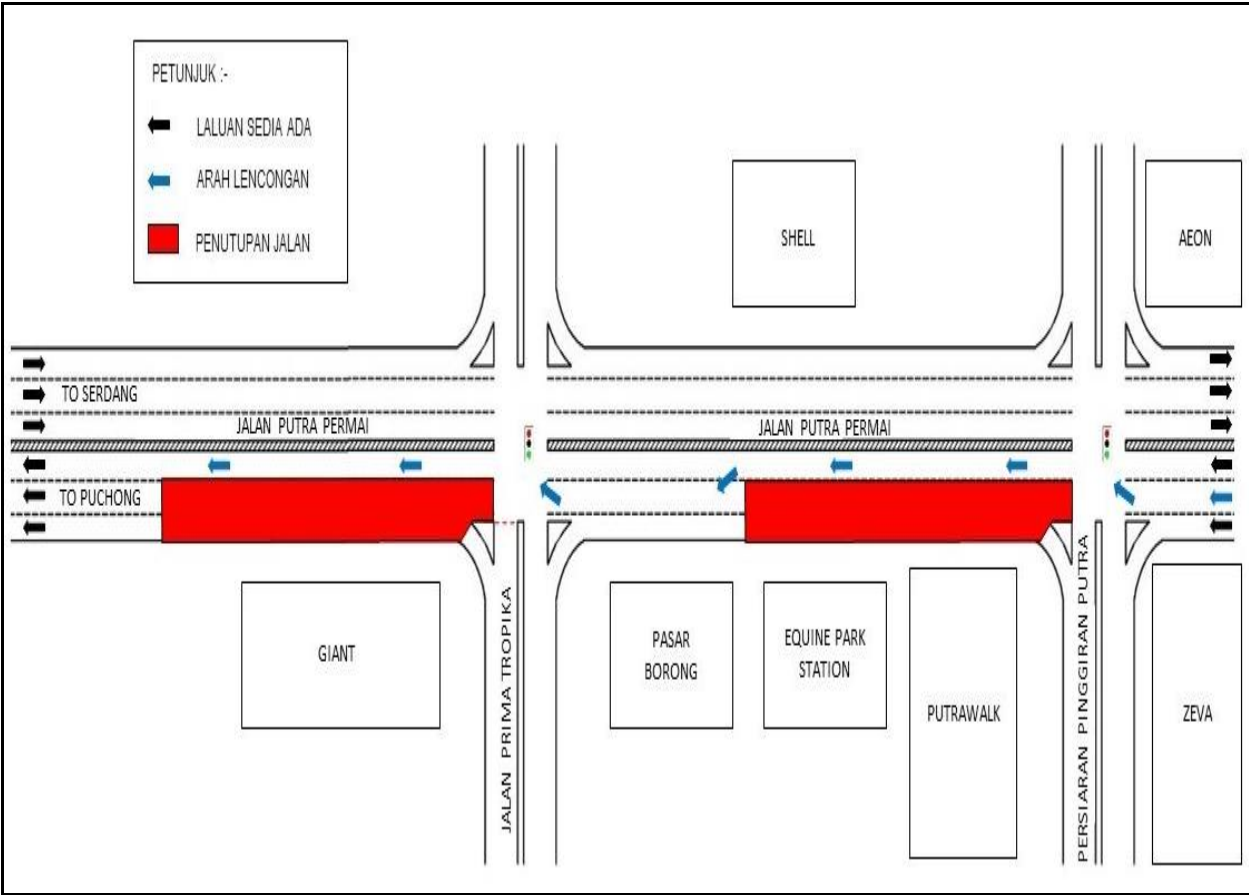 PETUNJUK :-
LALUAN SEDIA ADA
ARAH LENCONGAN
PENUTUPAN JALAN
SHELL
AEON
TO SERDANG
JALAN PUTRA PERMAI
JALAN PUTRA PERMAI
TO PUCHONG
GIANT
JALAN PRIMA TROPIKA
PASAR
BORONG
EQUINE PARK
STATION
PUTRAWALK
PERSIARAN PINGGIRAN PUTRA
ZEVA